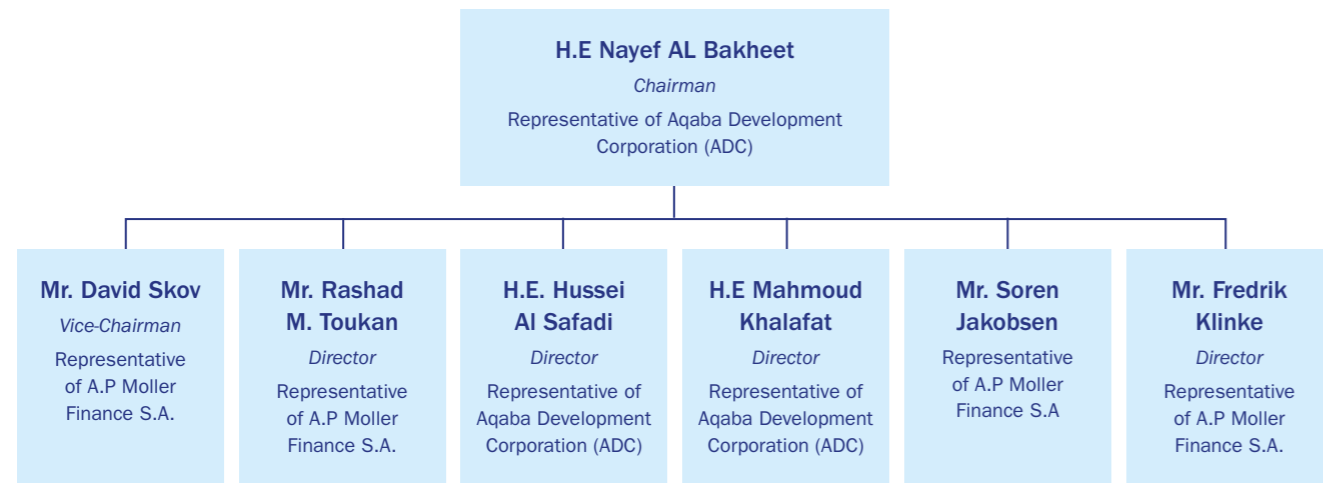 H.E Nayef AL Bakheet
Chairman
Representative of Aqaba Development
Corporation (ADC)
Mr. David Skov
Vice-Chairman
Representative
of A.P Moller
Finance S.A.
Mr. Rashad
M. Toukan
Director
Representative
of A.P Moller
Finance S.A.
H.E. Hussei
Al Safadi
Director
Representative of
Aqaba Development
Corporation (ADC)
H.E Mahmoud
Khalafat
Director
Representative of
Aqaba Development
Corporation (ADC)
Mr. Soren
Jakobsen
Representative
of A.P Moller
Finance S.A
Mr. Fredrik
Klinke
Director
Representative
of A.P Moller
Finance S.A.